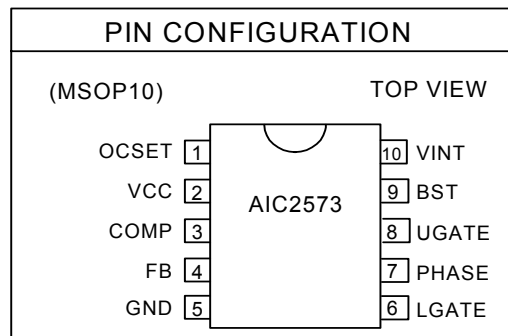 PIN CONFIGURATION
(MSOP10) TOP VIEW
OCSET 1 10 VINT
VCC 2 9 BST
AIC2573
COMP 3 8 UGATE
FB 4 7 PHASE
GND 5 6 LGATE